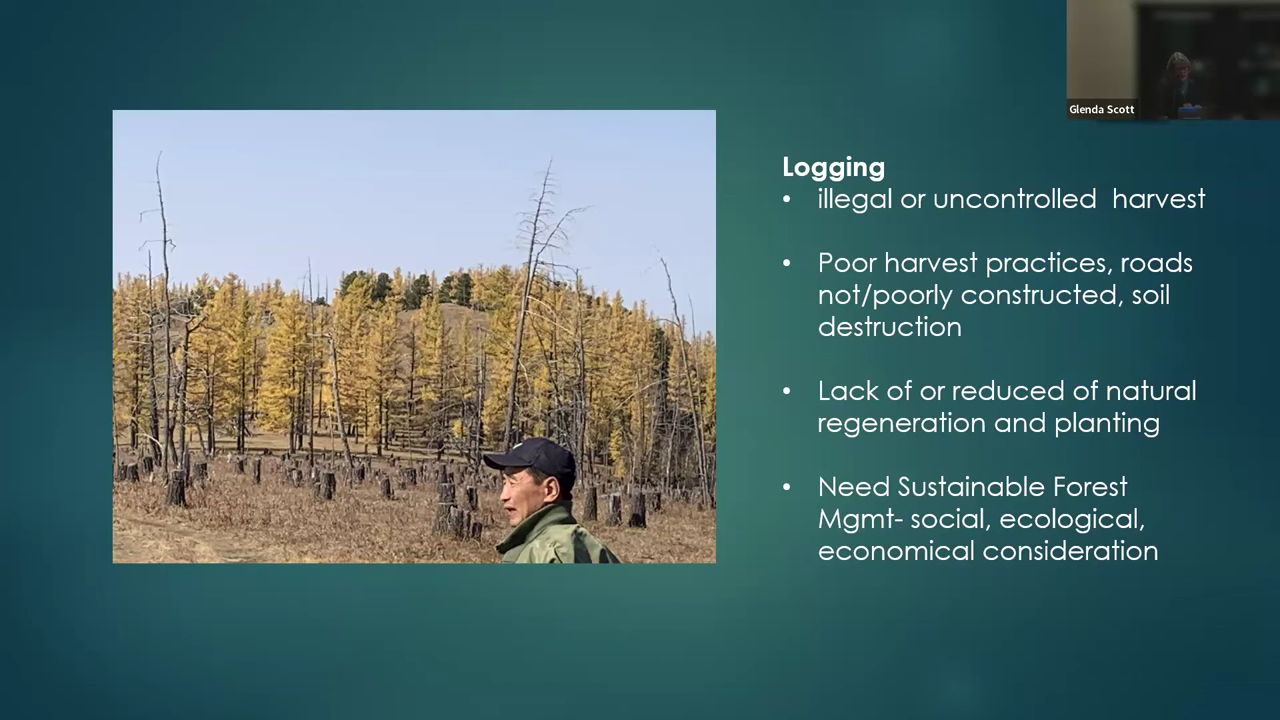 Glenda Scott
Logging
• illegal or uncontrolled  harvest
• Poor harvest practices, roads
not/poorly constructed, soil
destruction
• Lack of or reduced of natural
regeneration and planting
• Need Sustainable Forest
Mgmt- social, ecological,
economical consideration